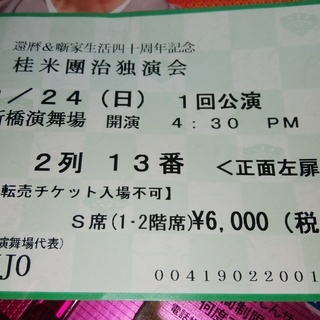 還暦&噺家生活四十周年記念
桂米團治独演会
/24(日) 1回公演
橋演舞場 開演 4:30 PM
2列 13番 <正面左扉
転売チケット入場不可】
S席(1・2階席)¥6,000(税
演舞場代表)
JO
00419022001